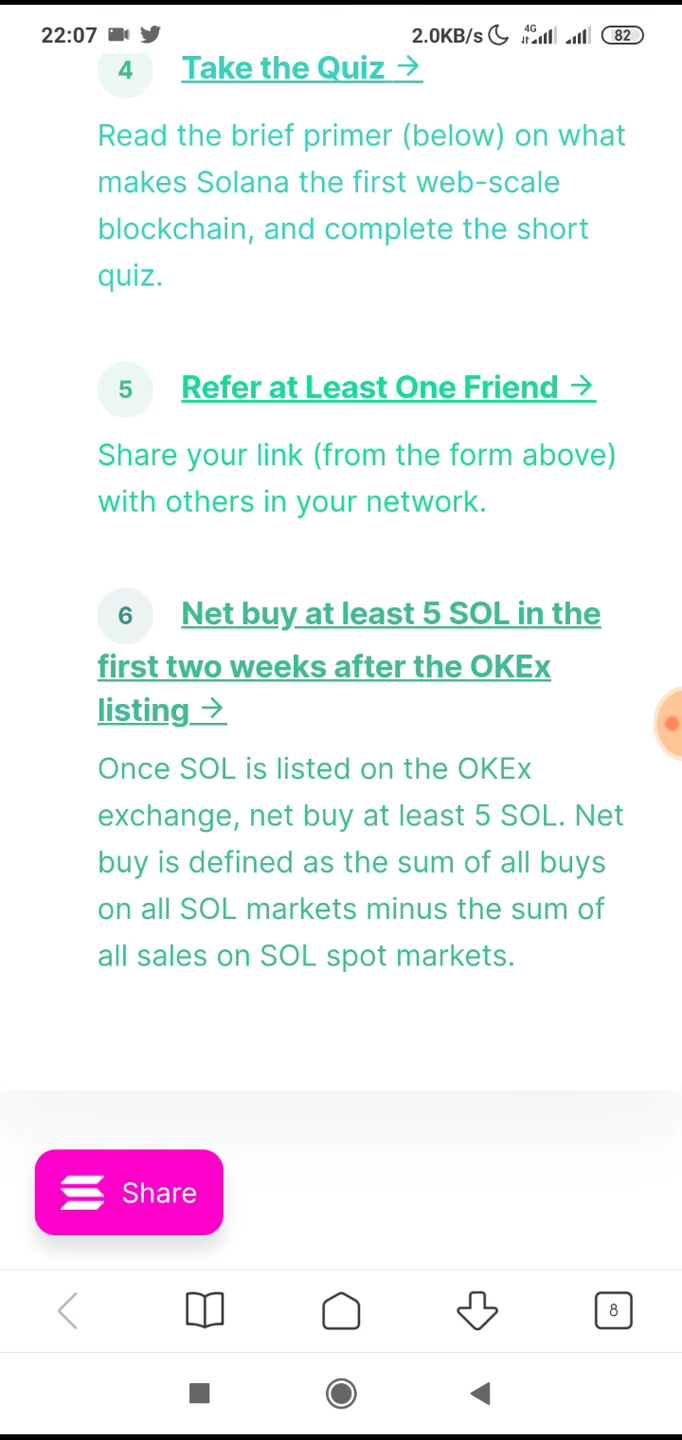 22:07 2.0KB/s 4G 82
4 Take the Quiz →
Read the brief primer (below) on what
makes Solana the first web-scale
blockchain, and complete the short
quiz.
5 Refer at Least One Friend →
Share your link (from the form above)
with others in your network.
6 Net buy at least 5 SOL in the
first two weeks after the OKEx
listing →
Once SOL is listed on the OKEx
exchange, net buy at least 5 SOL. Net
buy is defined as the sum of all buys
on all SOL markets minus the sum of
all sales on SOL spot markets.
Share
8